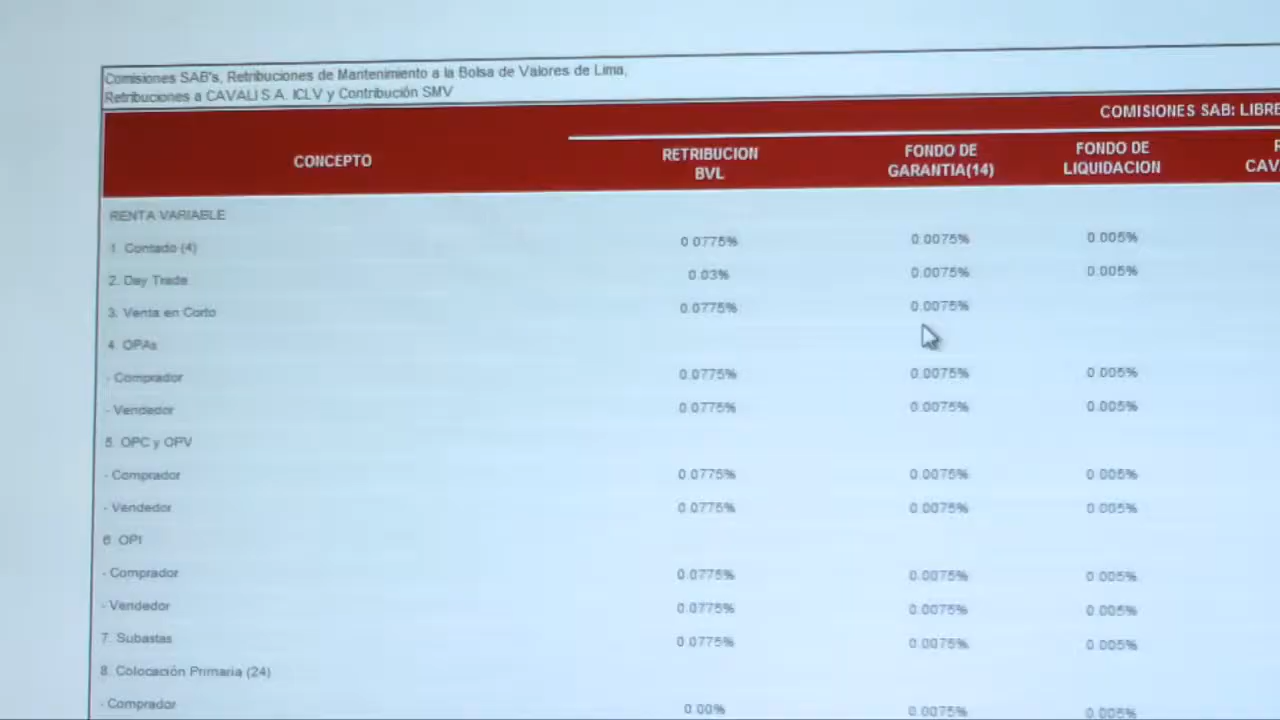 Comisiones SAB's, Retribuciones de Mantenimiento a la Bolsa de Valores de Lima,
Retribuciones a CAVALI S.A. ICLV y Contribución SMV
COMISIONES SAB: LIBRE
CONCEPTO
RETRIBUCION
BVL
FONDO DE
GARANTIA(14)
FONDO DE
LIQUIDACION
RENTA VARIABLE
1. Contado (4) 0.0775% 0.0075% 0.005%
2. Day Trade 0.03% 0.0075% 0.005%
3. Venta en Corto 0.0775% 0.0075%
4. OPAs
- Comprador 0.0775% 0.0075% 0.005%
- Vendedor 0.0775% 0.0075% 0.005%
5. OPC y OPV
- Comprador 0.0775% 0.0075% 0.005%
- Vendedor 0.0775% 0.0075% 0.005%
6. OPI
- Comprador 0.0775% 0.0075% 0.005%
- Vendedor 0.0775% 0.0075% 0.005%
7. Subastas 0.0775% 0.0075% 0.005%
8. Colocación Primaria (24)
- Comprador 0.00% 0.0075% 0.005%